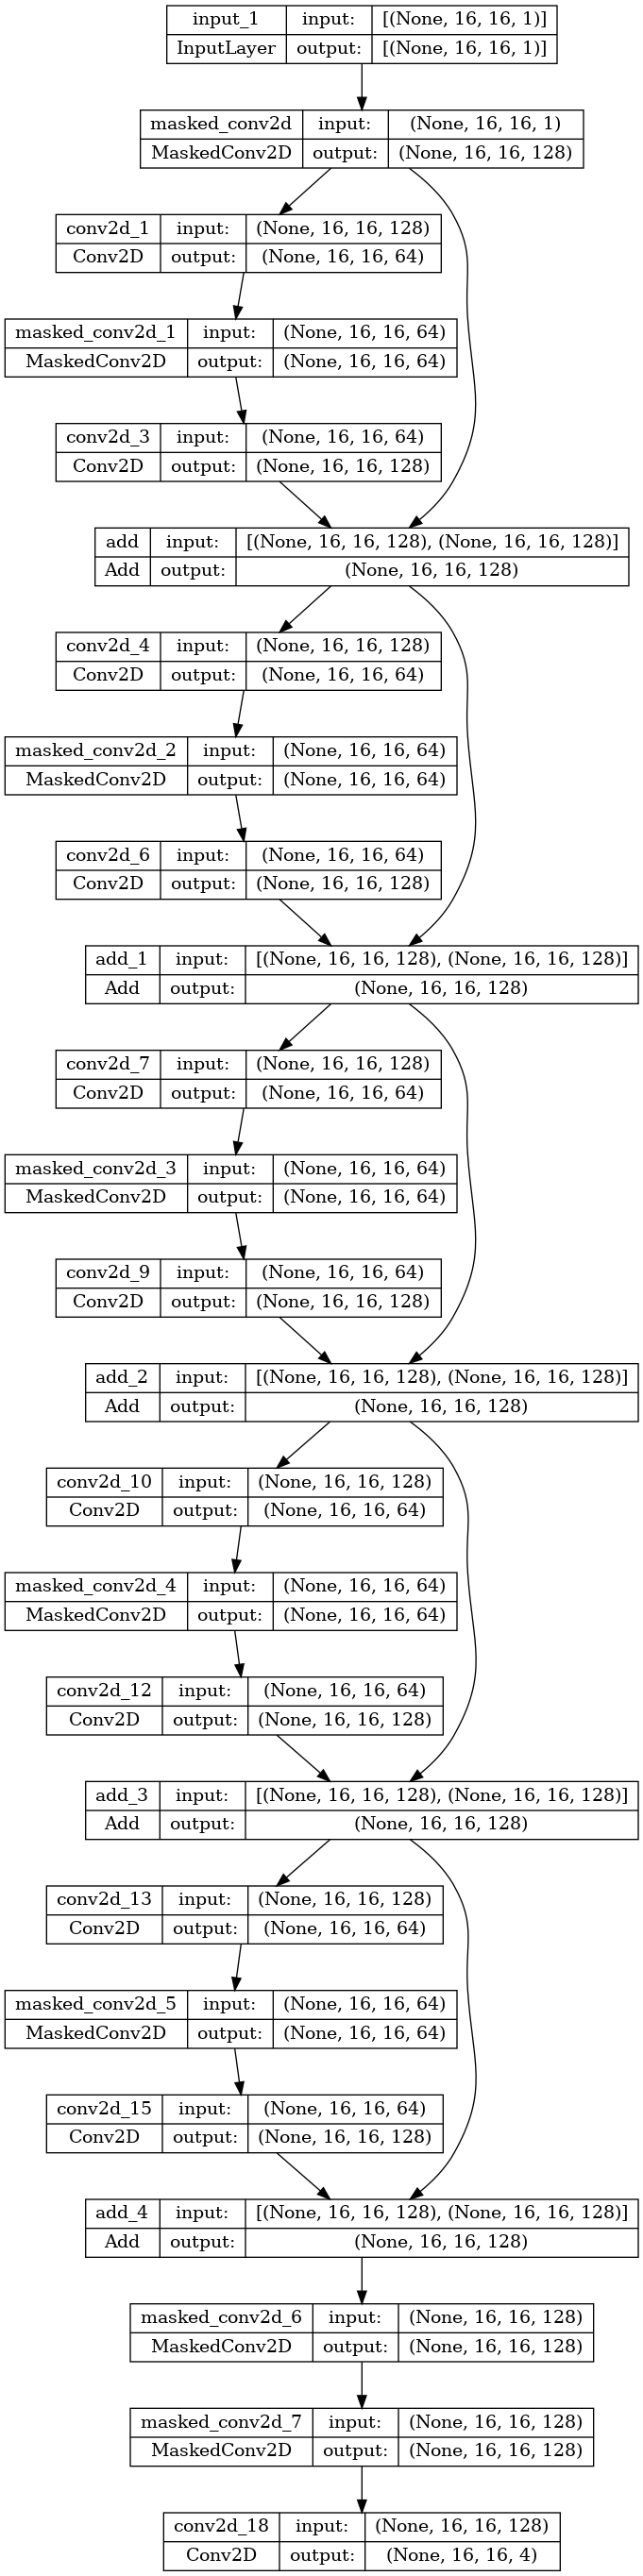 input_1 input: [(None, 16, 16, 1)]
InputLayer output: [(None, 16, 16, 1)]
masked_conv2d input: (None, 16, 16, 1)
MaskedConv2D output: (None, 16, 16, 128)
conv2d_1 input: (None, 16, 16, 128)
Conv2D output: (None, 16, 16, 64)
masked_conv2d_1 input: (None, 16, 16, 64)
MaskedConv2D output: (None, 16, 16, 64)
conv2d_3 input: (None, 16, 16, 64)
Conv2D output: (None, 16, 16, 128)
add input: [(None, 16, 16, 128), (None, 16, 16, 128)]
Add output: (None, 16, 16, 128)
conv2d_4 input: (None, 16, 16, 128)
Conv2D output: (None, 16, 16, 64)
masked_conv2d_2 input: (None, 16, 16, 64)
MaskedConv2D output: (None, 16, 16, 64)
conv2d_6 input: (None, 16, 16, 64)
Conv2D output: (None, 16, 16, 128)
add_1 input: [(None, 16, 16, 128), (None, 16, 16, 128)]
Add output: (None, 16, 16, 128)
conv2d_7 input: (None, 16, 16, 128)
Conv2D output: (None, 16, 16, 64)
masked_conv2d_3 input: (None, 16, 16, 64)
MaskedConv2D output: (None, 16, 16, 64)
conv2d_9 input: (None, 16, 16, 64)
Conv2D output: (None, 16, 16, 128)
add_2 input: [(None, 16, 16, 128), (None, 16, 16, 128)]
Add output: (None, 16, 16, 128)
conv2d_10 input: (None, 16, 16, 128)
Conv2D output: (None, 16, 16, 64)
masked_conv2d_4 input: (None, 16, 16, 64)
MaskedConv2D output: (None, 16, 16, 64)
conv2d_12 input: (None, 16, 16, 64)
Conv2D output: (None, 16, 16, 128)
add_3 input: [(None, 16, 16, 128), (None, 16, 16, 128)]
Add output: (None, 16, 16, 128)
conv2d_13 input: (None, 16, 16, 128)
Conv2D output: (None, 16, 16, 64)
masked_conv2d_5 input: (None, 16, 16, 64)
MaskedConv2D output: (None, 16, 16, 64)
conv2d_15 input: (None, 16, 16, 64)
Conv2D output: (None, 16, 16, 128)
add_4 input: [(None, 16, 16, 128), (None, 16, 16, 128)]
Add output: (None, 16, 16, 128)
masked_conv2d_6 input: (None, 16, 16, 128)
MaskedConv2D output: (None, 16, 16, 128)
masked_conv2d_7 input: (None, 16, 16, 128)
MaskedConv2D output: (None, 16, 16, 128)
conv2d_18 input: (None, 16, 16, 128)
Conv2D output: (None, 16, 16, 4)